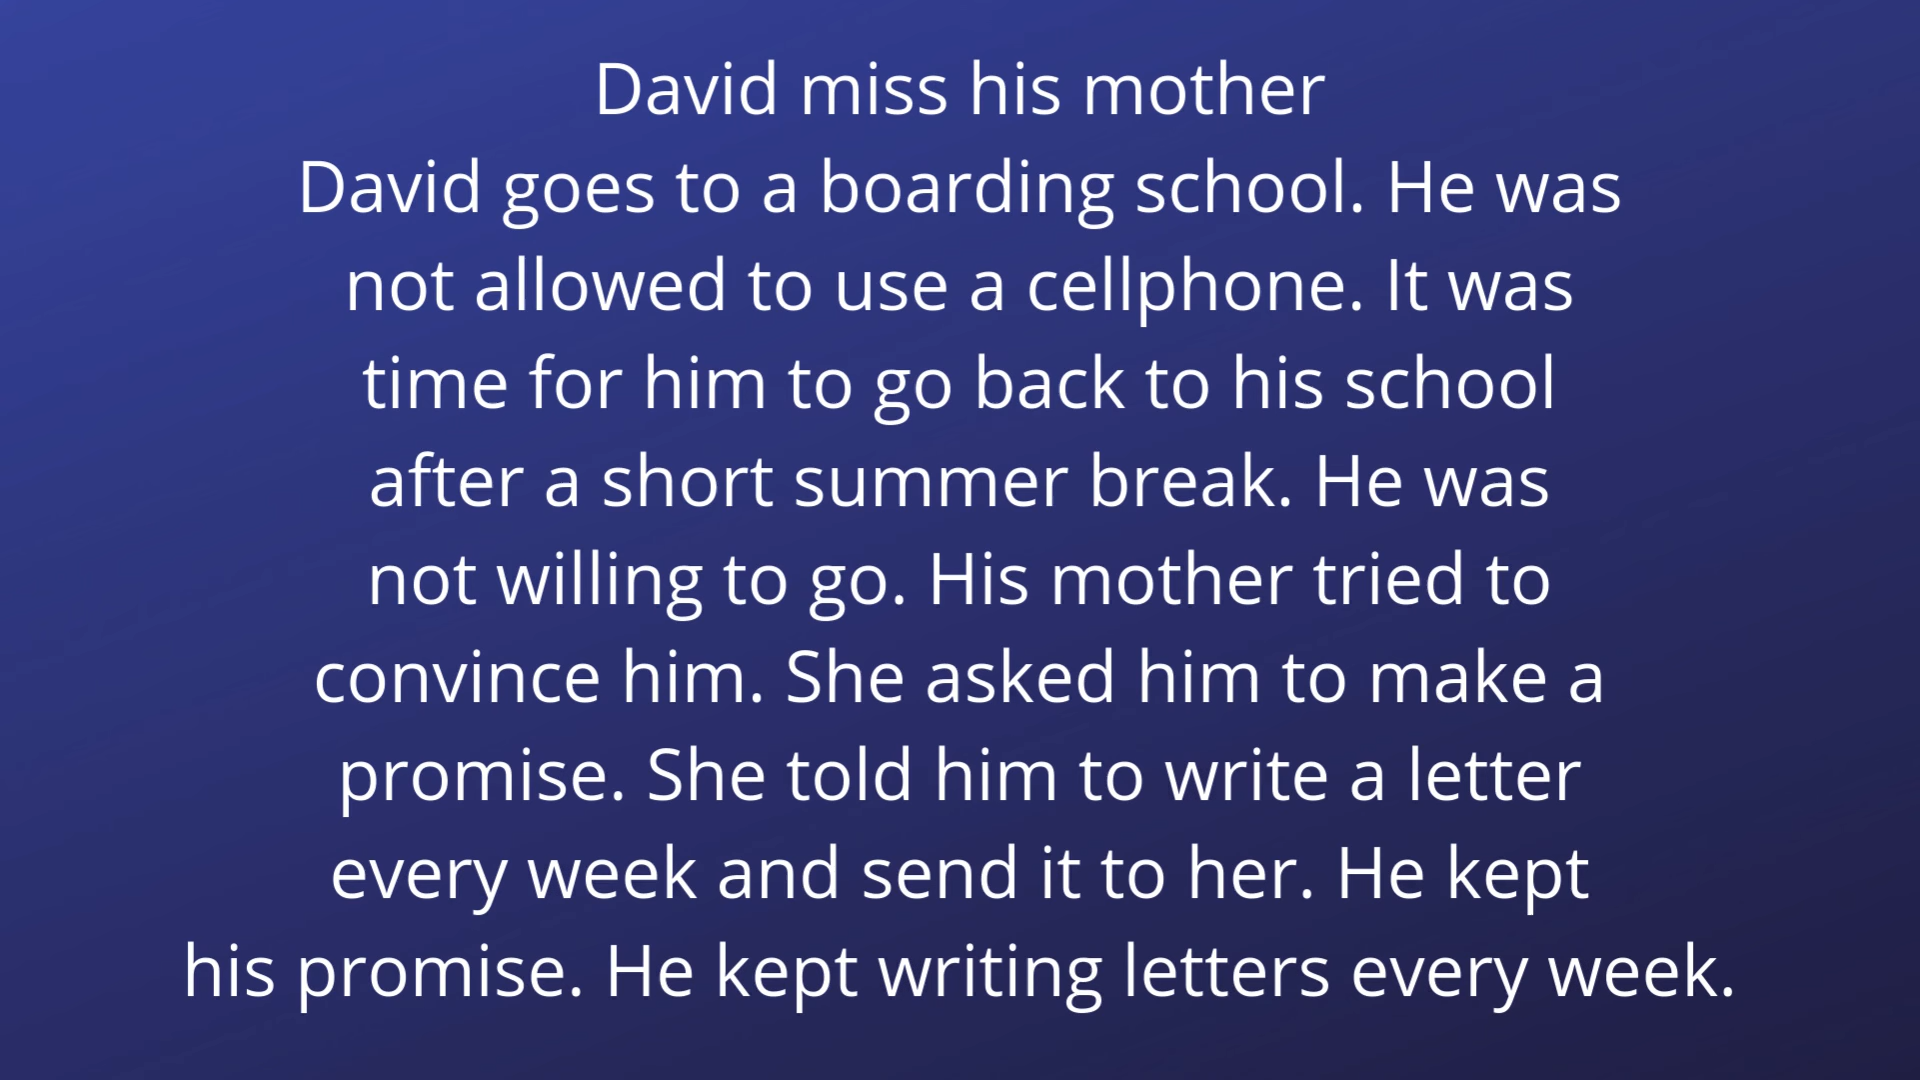 David miss his mother
David goes to a boarding school. He was
not allowed to use a cellphone. It was
time for him to go back to his school
after a short summer break. He was
not willing to go. His mother tried to
convince him. She asked him to make a
promise. She told him to write a letter
every week and send it to her. He kept
his promise. He kept writing letters every week.